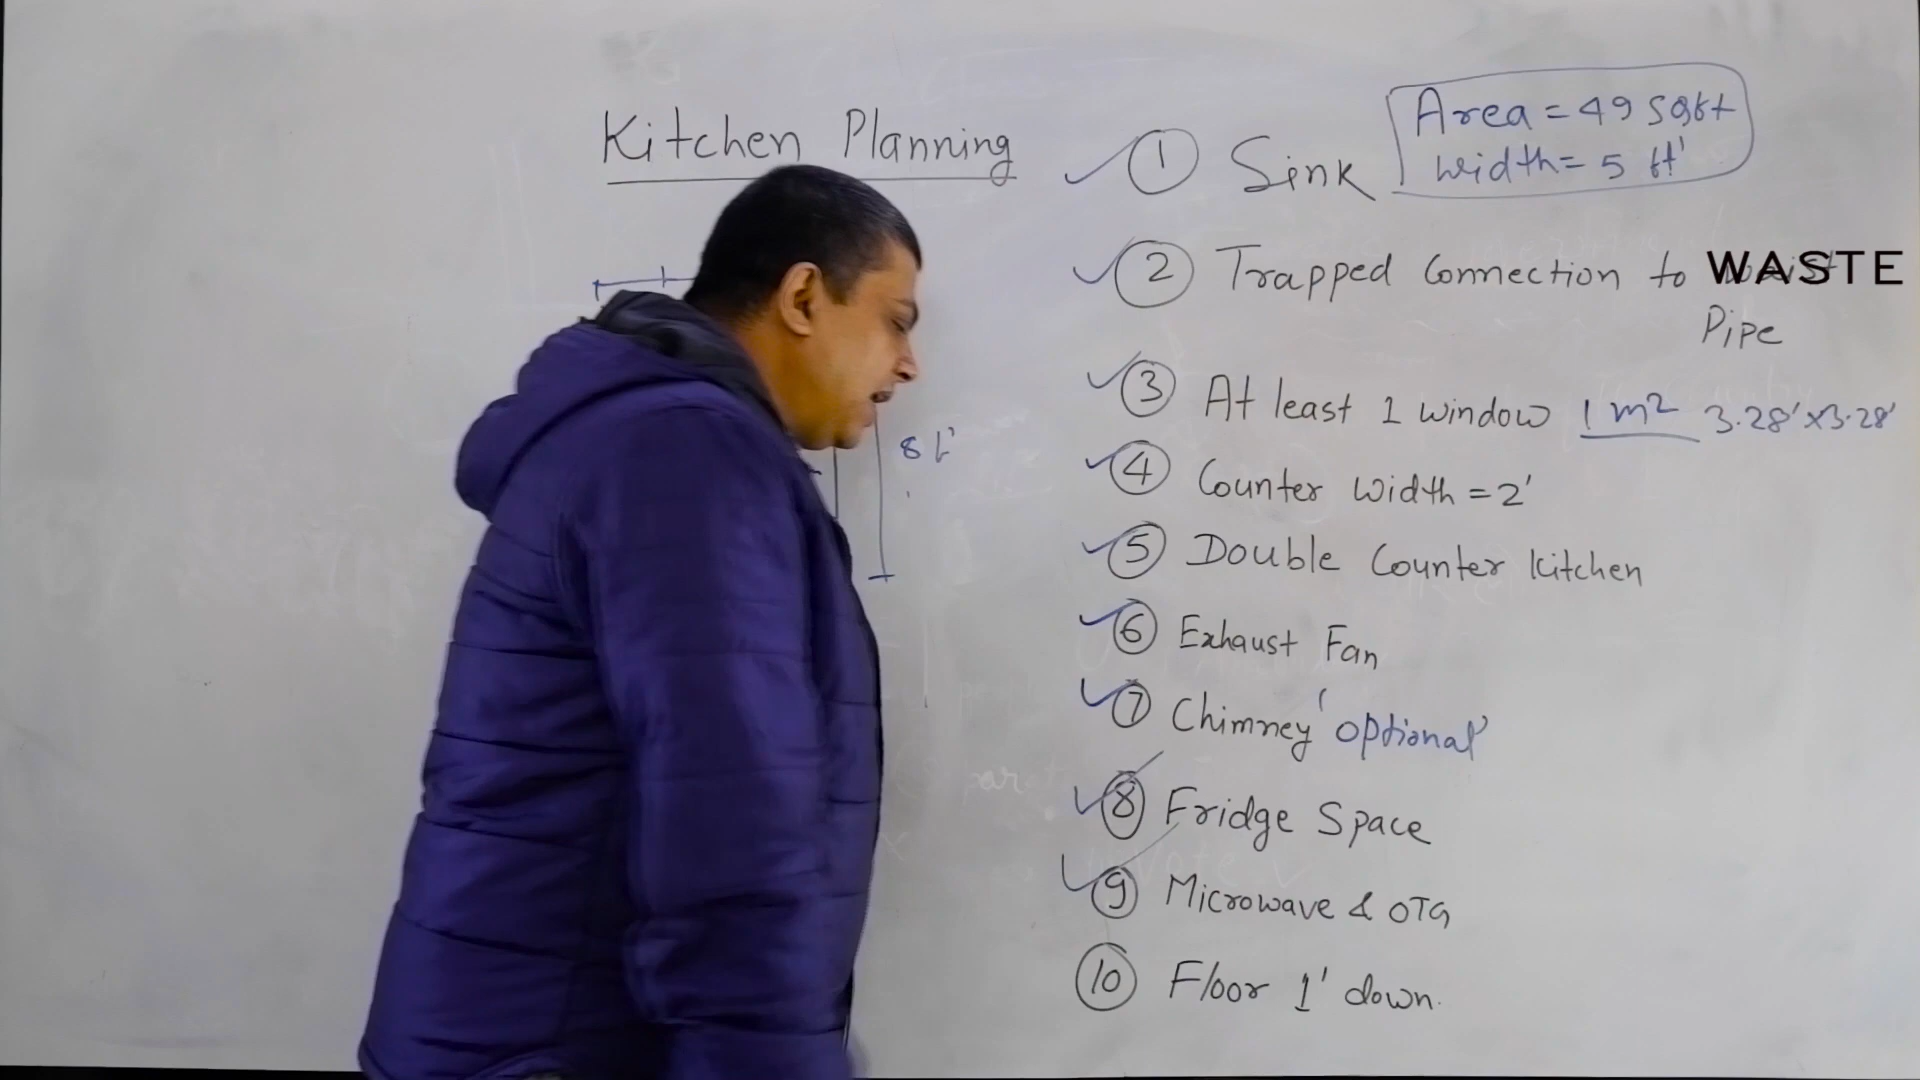 Kitchen Planning
Area = 49 Sqft
Width = 5 ft'
1 Sink
2 Trapped Connection to WASTE
Pipe
3 At least 1 window 1 m² 3.28' x 3.28'
4 Counter Width = 2'
5 Double Counter Kitchen
6 Exhaust Fan
7 Chimney 'optional'
8 Fridge Space
9 Microwave & OTG
10 Floor 1' down.
8f'